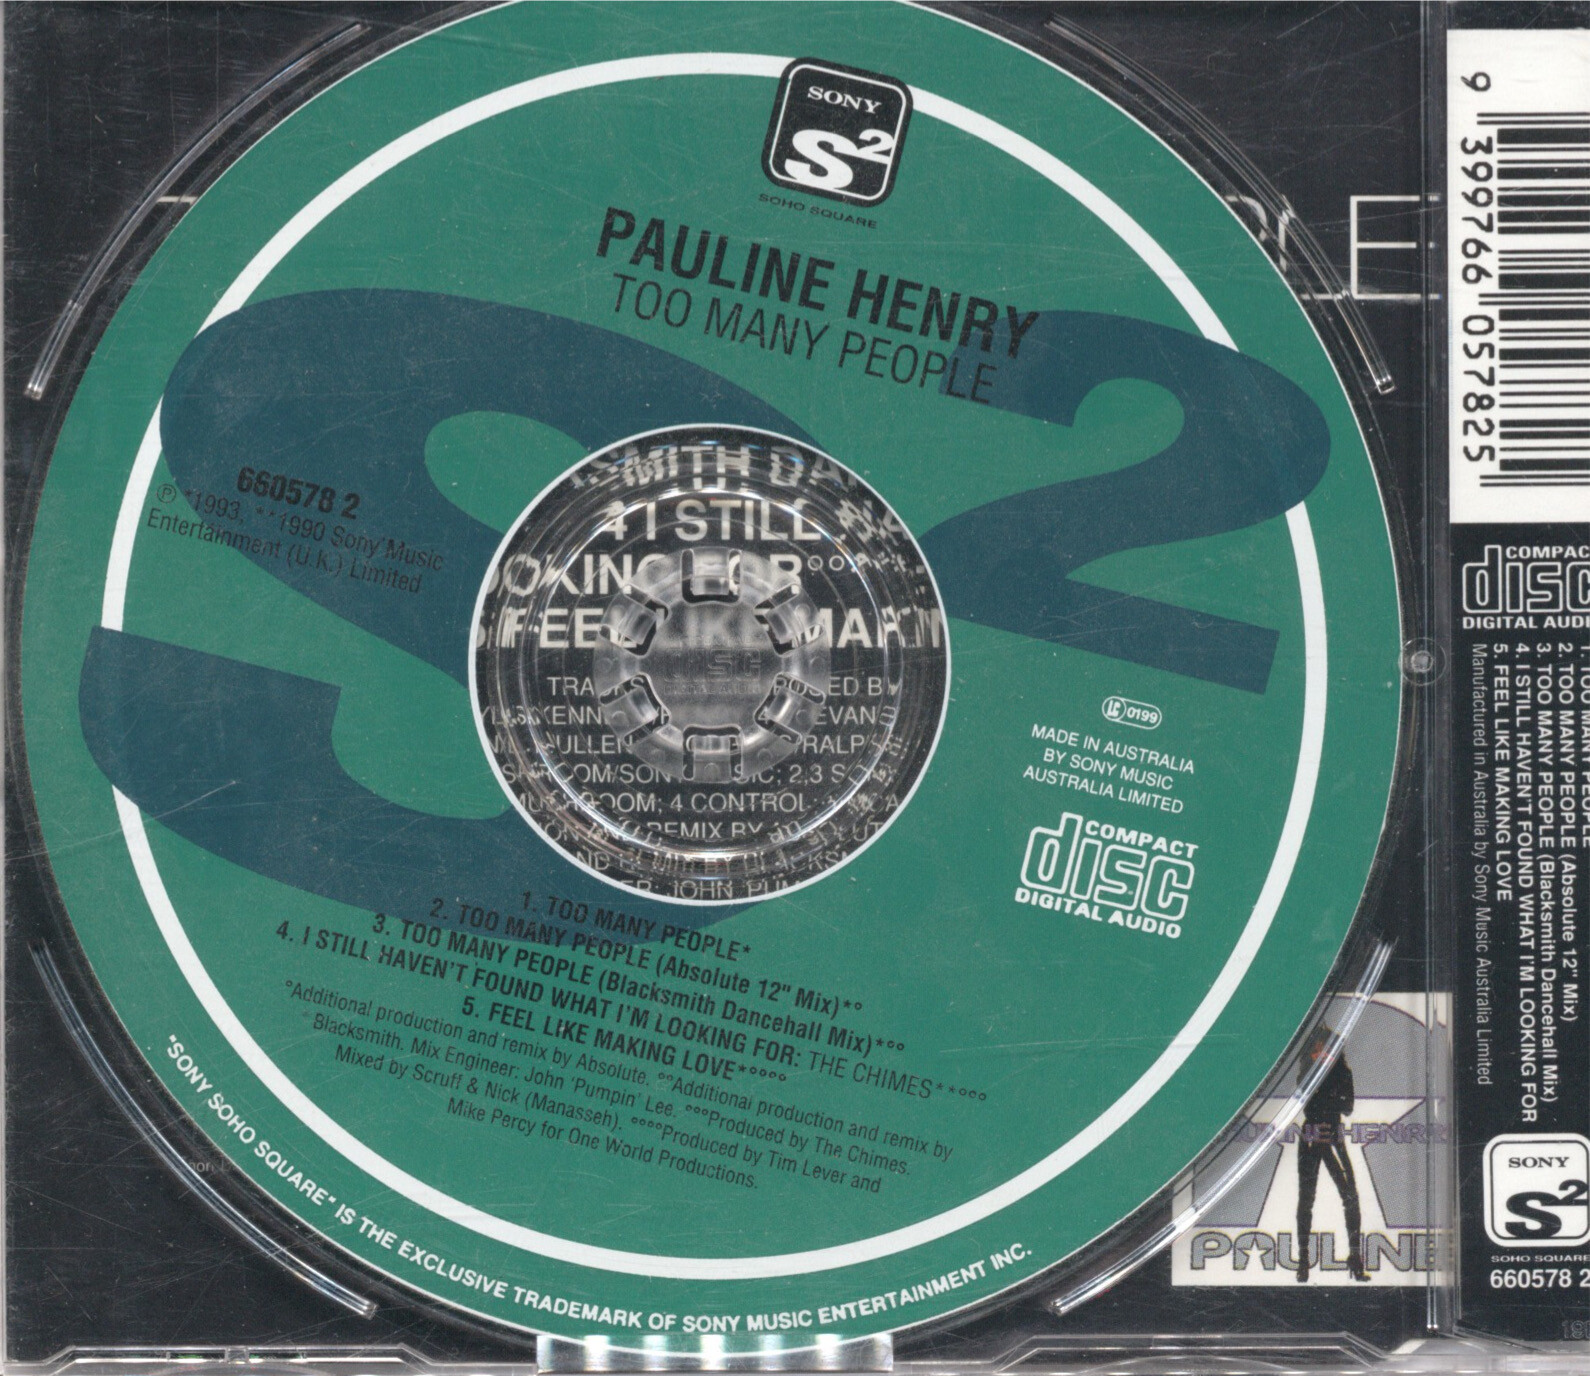 SONY
S2
SOHO SQUARE
PAULINE HENRY
TOO MANY PEOPLE
660578 2
℗ *1993, **1990 Sony Music
Entertainment (U.K.) Limited
4 I STILL
FOR°°
LIKE
LC 0199
MADE IN AUSTRALIA
BY SONY MUSIC
AUSTRALIA LIMITED
COMPACT
disc
DIGITAL AUDIO
1. TOO MANY PEOPLE*
2. TOO MANY PEOPLE (Absolute 12" Mix)*°
3. TOO MANY PEOPLE (Blacksmith Dancehall Mix)*°°
4. I STILL HAVEN'T FOUND WHAT I'M LOOKING FOR: THE CHIMES**°°°
5. FEEL LIKE MAKING LOVE*°°°°
°Additional production and remix by Absolute. °°Additional production and remix by
Blacksmith. Mix Engineer: John 'Pumpin' Lee. °°°Produced by The Chimes.
Mixed by Scruff & Nick (Manasseh). °°°°Produced by Tim Lever and
Mike Percy for One World Productions.
"SONY SOHO SQUARE" IS THE EXCLUSIVE TRADEMARK OF SONY MUSIC ENTERTAINMENT INC.
PAULINE
9 399766 057825
disc
DIGITAL AUDIO
2. TOO MANY PEOPLE (Absolute 12" Mix)
3. TOO MANY PEOPLE (Blacksmith Dancehall Mix)
4. I STILL HAVEN'T FOUND WHAT I'M LOOKING FOR
5. FEEL LIKE MAKING LOVE
Manufactured in Australia by Sony Music Australia Limited
SONY
S2
SOHO SQUARE
660578 2